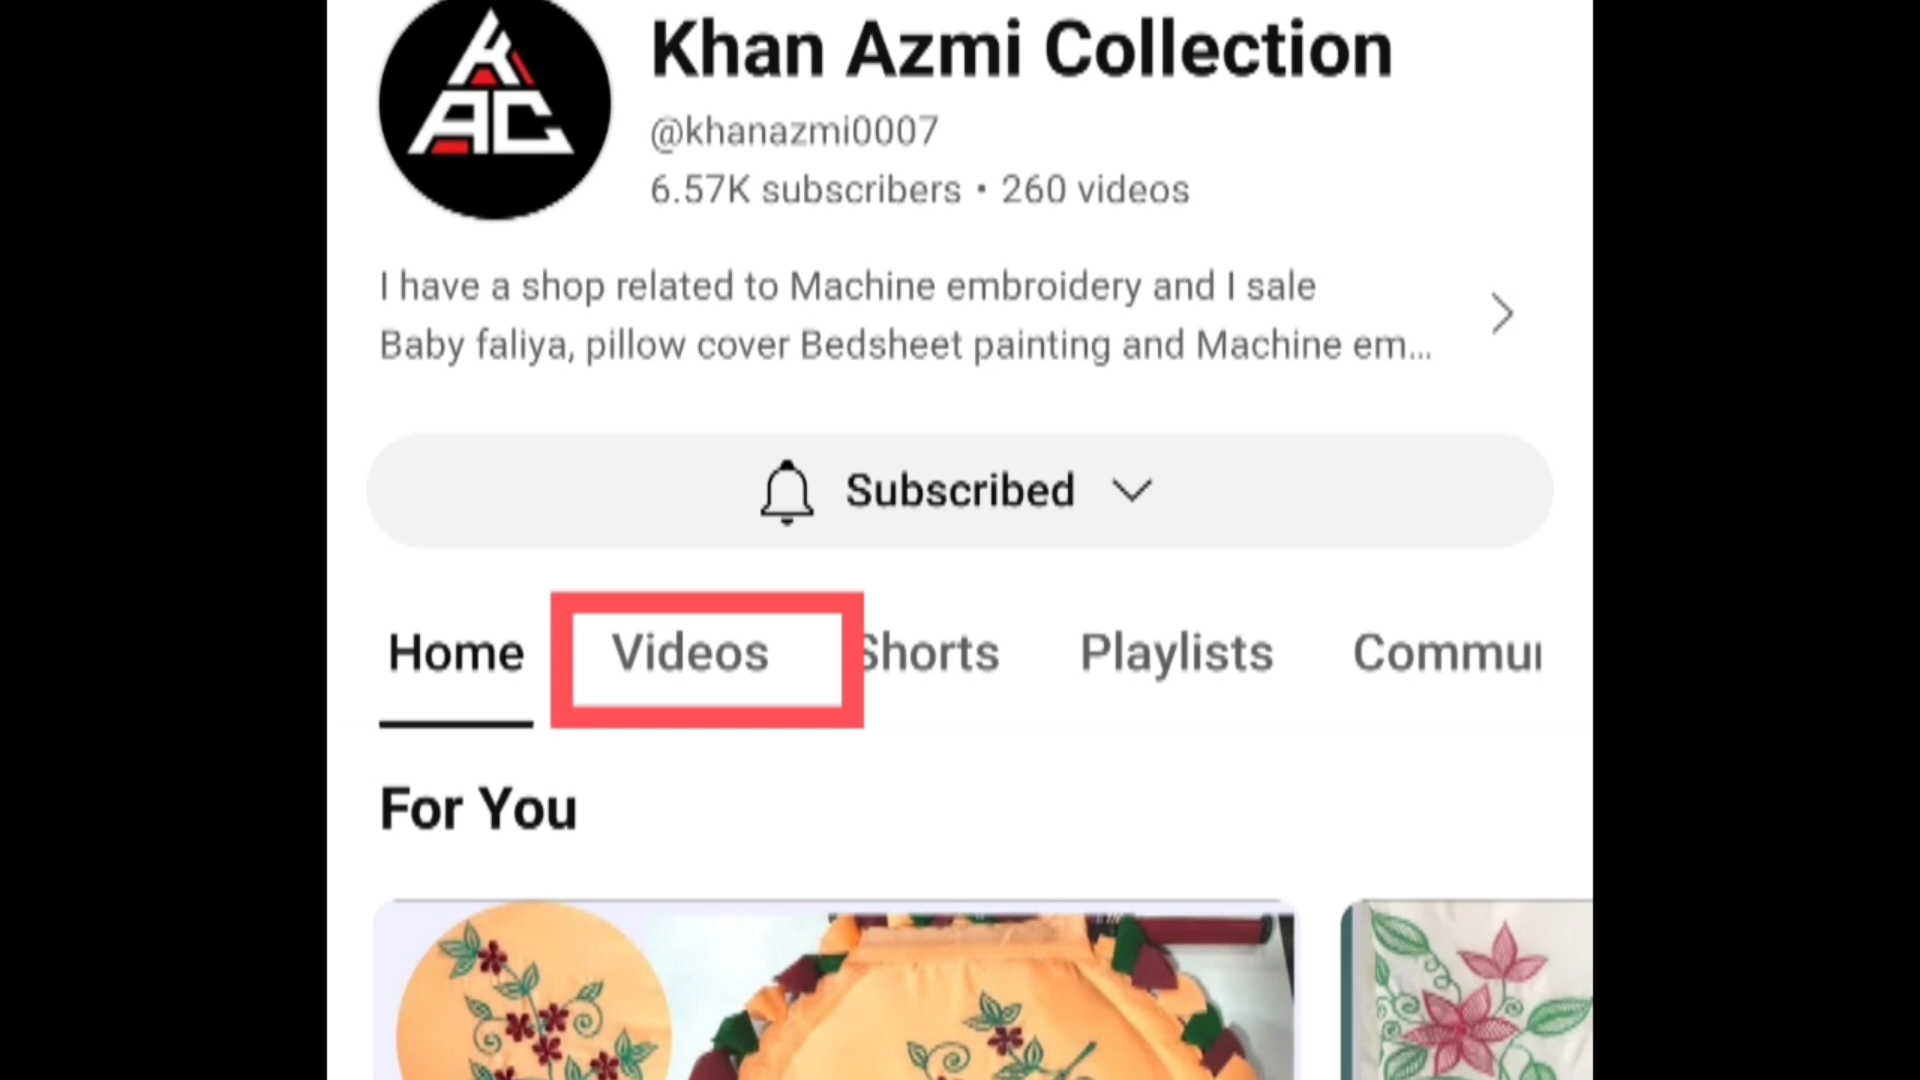 KAC
Khan Azmi Collection
@khanazmi0007
6.57K subscribers • 260 videos
I have a shop related to Machine embroidery and I sale
Baby faliya, pillow cover Bedsheet painting and Machine em...
Subscribed
Home Videos Shorts Playlists Commu
For You